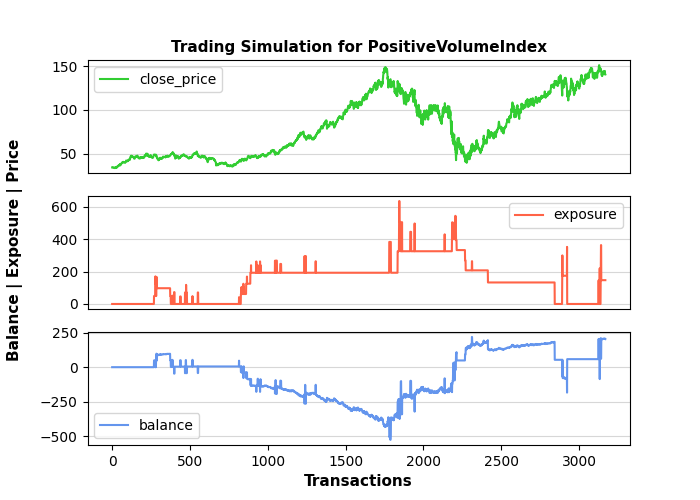 Trading Simulation for PositiveVolumeIndex
150
100
50
close_price
600
400
200
0
exposure
250
0
−250
−500
balance
0 500 1000 1500 2000 2500 3000
Transactions
Balance | Exposure | Price